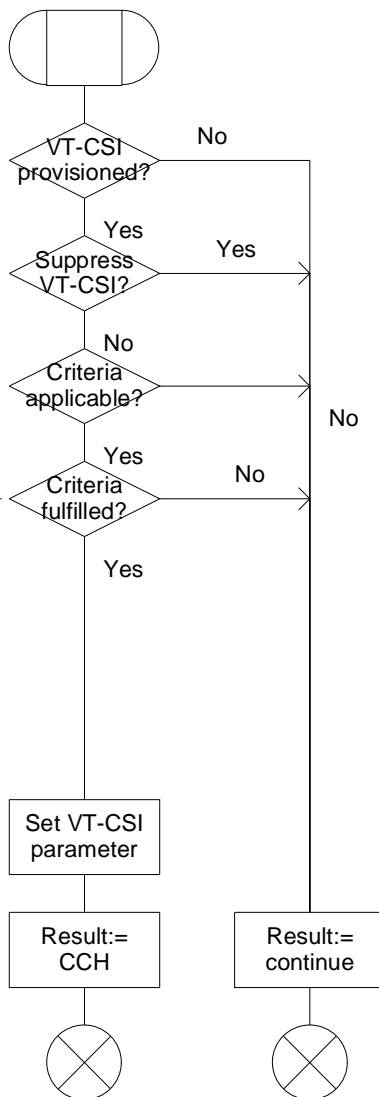 VT-CSI
provisioned?
No
Yes
Suppress
VT-CSI?
Yes
No
Criteria
applicable?
No
Yes
Criteria
fulfilled?
No
Yes
Set VT-CSI
parameter
Result:=
CCH
Result:=
continue